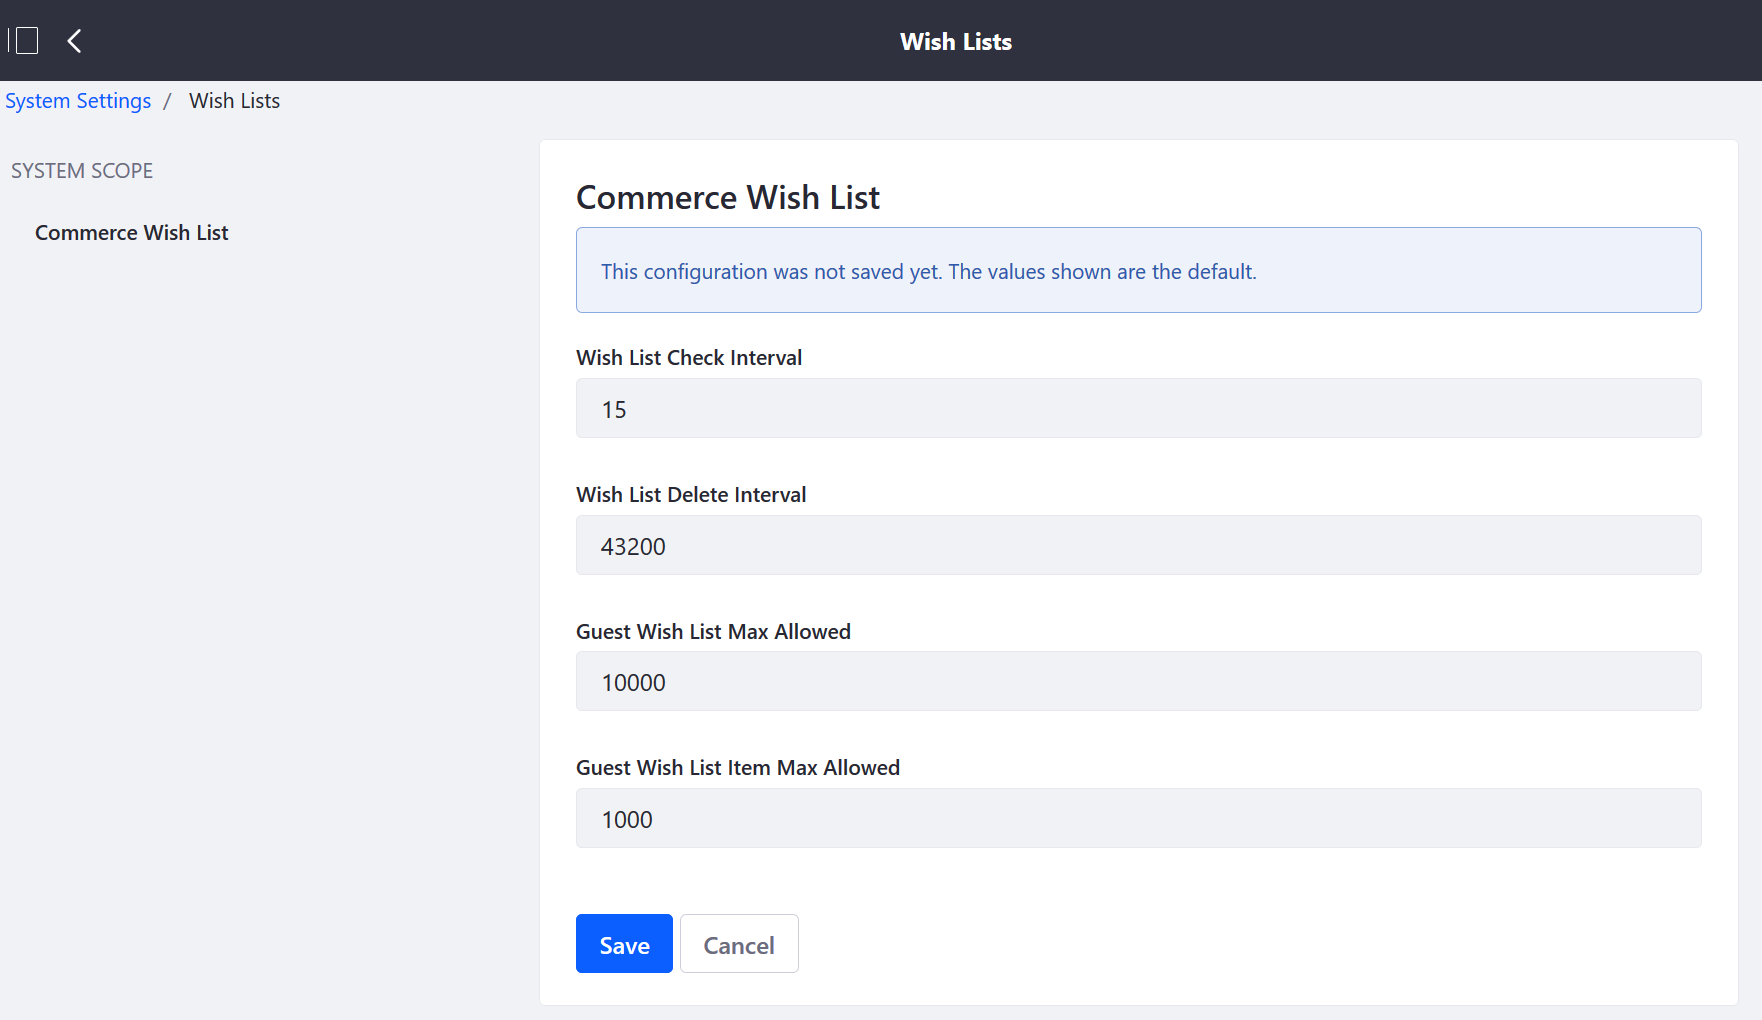 Wish Lists
System Settings / Wish Lists
SYSTEM SCOPE
Commerce Wish List
Commerce Wish List
This configuration was not saved yet. The values shown are the default.
Wish List Check Interval
15
Wish List Delete Interval
43200
Guest Wish List Max Allowed
10000
Guest Wish List Item Max Allowed
1000
Save Cancel